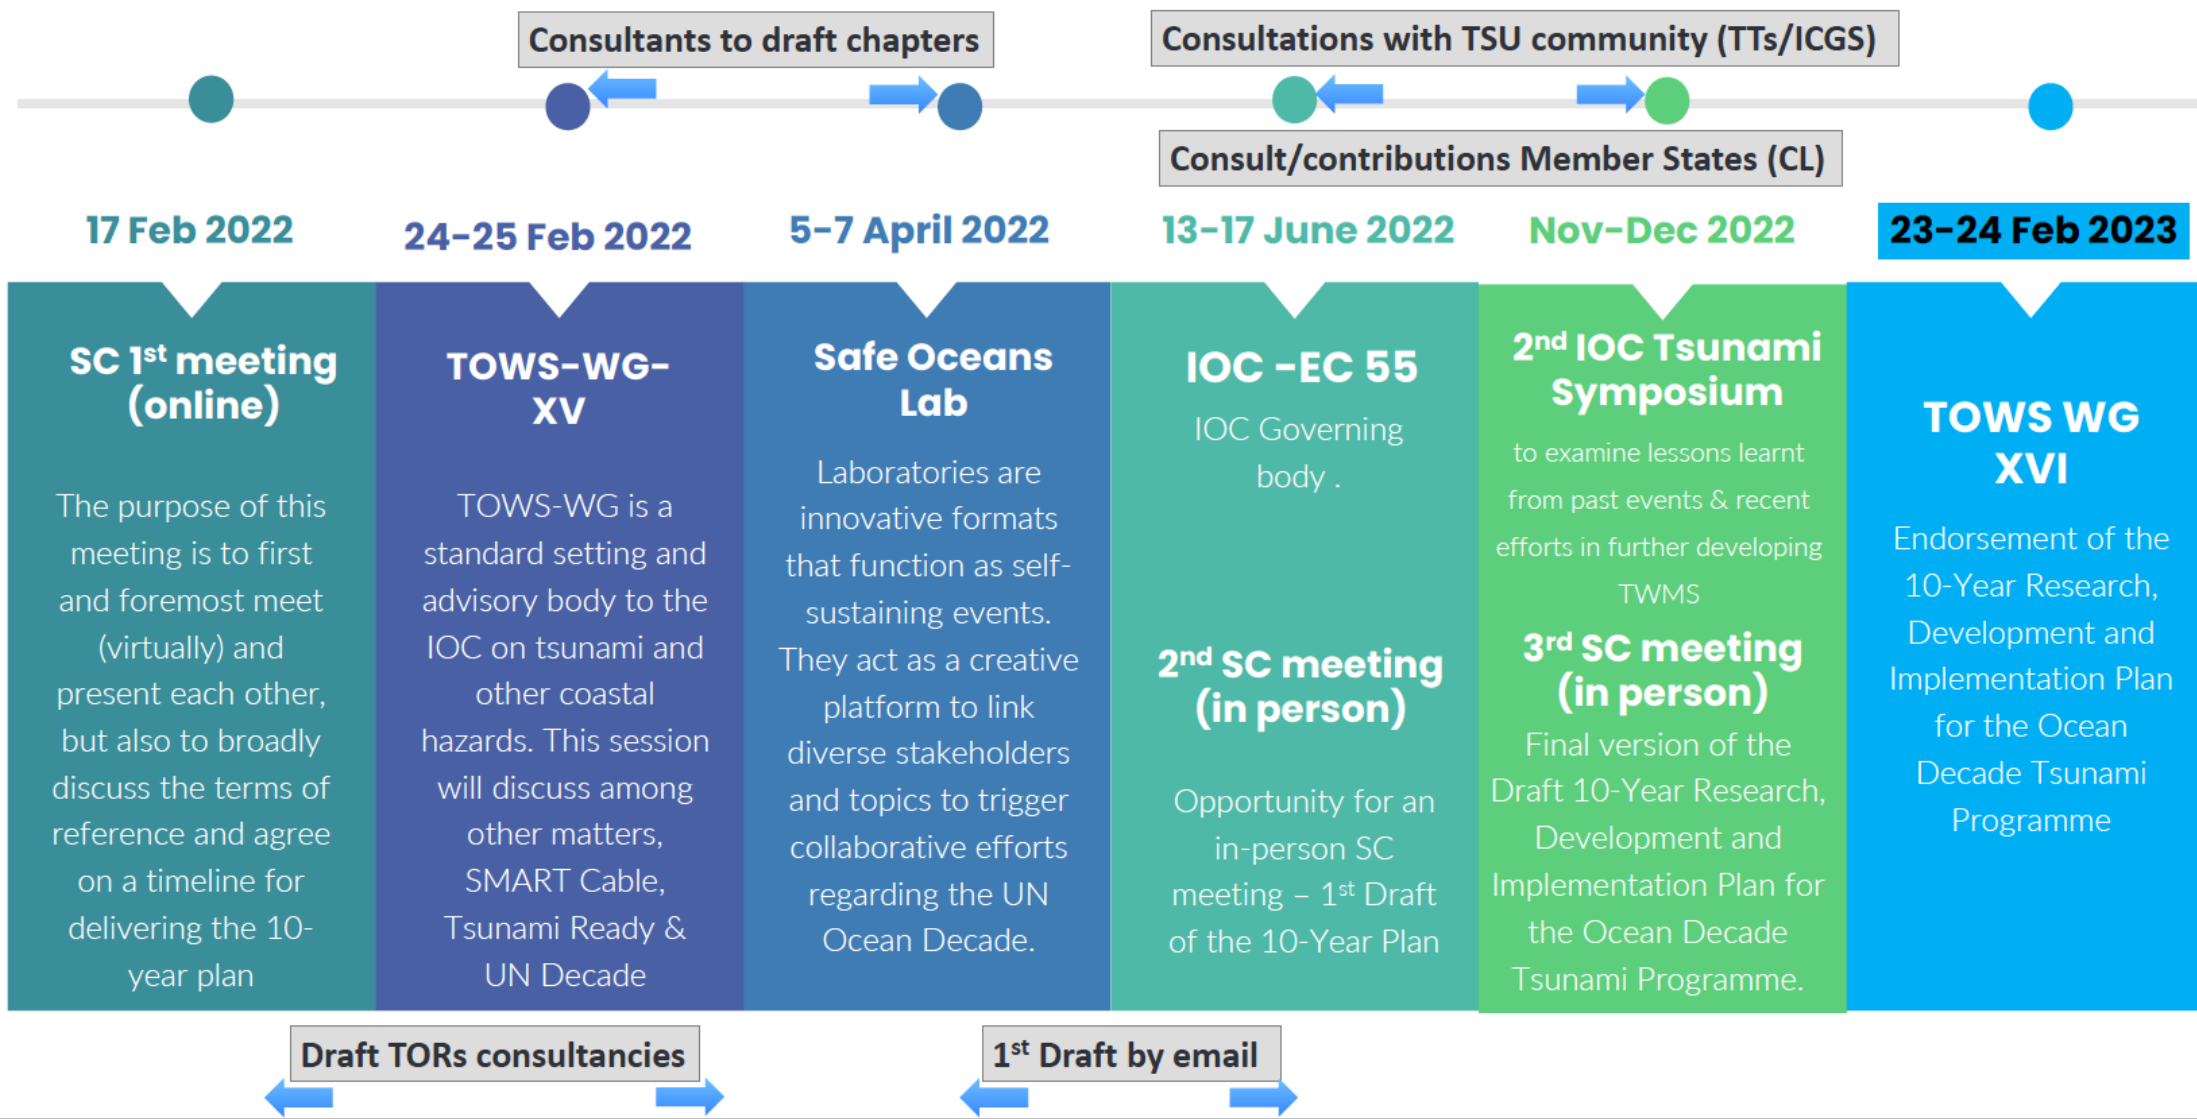 Consultants to draft chapters
Consultations with TSU community (TTs/ICGS)
Consult/contributions Member States (CL)
17 Feb 2022
24-25 Feb 2022
5-7 April 2022
13-17 June 2022
Nov-Dec 2022
23-24 Feb 2023
SC 1st meeting
(online)
The purpose of this
meeting is to first
and foremost meet
(virtually) and
present each other,
but also to broadly
discuss the terms of
reference and agree
on a timeline for
delivering the 10-
year plan
TOWS-WG-
XV
TOWS-WG is a
standard setting and
advisory body to the
IOC on tsunami and
other coastal
hazards. This session
will discuss among
other matters,
SMART Cable,
Tsunami Ready &
UN Decade
Safe Oceans
Lab
Laboratories are
innovative formats
that function as self-
sustaining events.
They act as a creative
platform to link
diverse stakeholders
and topics to trigger
collaborative efforts
regarding the UN
Ocean Decade.
IOC -EC 55
IOC Governing
body .
2nd SC meeting
(in person)
Opportunity for an
in-person SC
meeting – 1st Draft
of the 10-Year Plan
2nd IOC Tsunami
Symposium
to examine lessons learnt
from past events & recent
efforts in further developing
TWMS
3rd SC meeting
(in person)
Final version of the
Draft 10-Year Research,
Development and
Implementation Plan for
the Ocean Decade
Tsunami Programme.
TOWS WG
XVI
Endorsement of the
10-Year Research,
Development and
Implementation Plan
for the Ocean
Decade Tsunami
Programme
Draft TORs consultancies
1st Draft by email